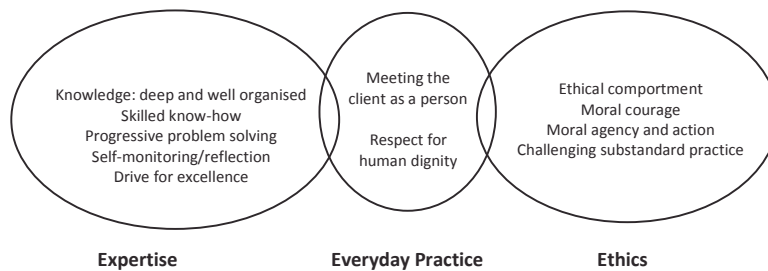 Knowledge: deep and well organised
Skilled know-how
Progressive problem solving
Self-monitoring/reflection
Drive for excellence
Meeting the
client as a person
Respect for
human dignity
Ethical comportment
Moral courage
Moral agency and action
Challenging substandard practice
Expertise
Everyday Practice
Ethics